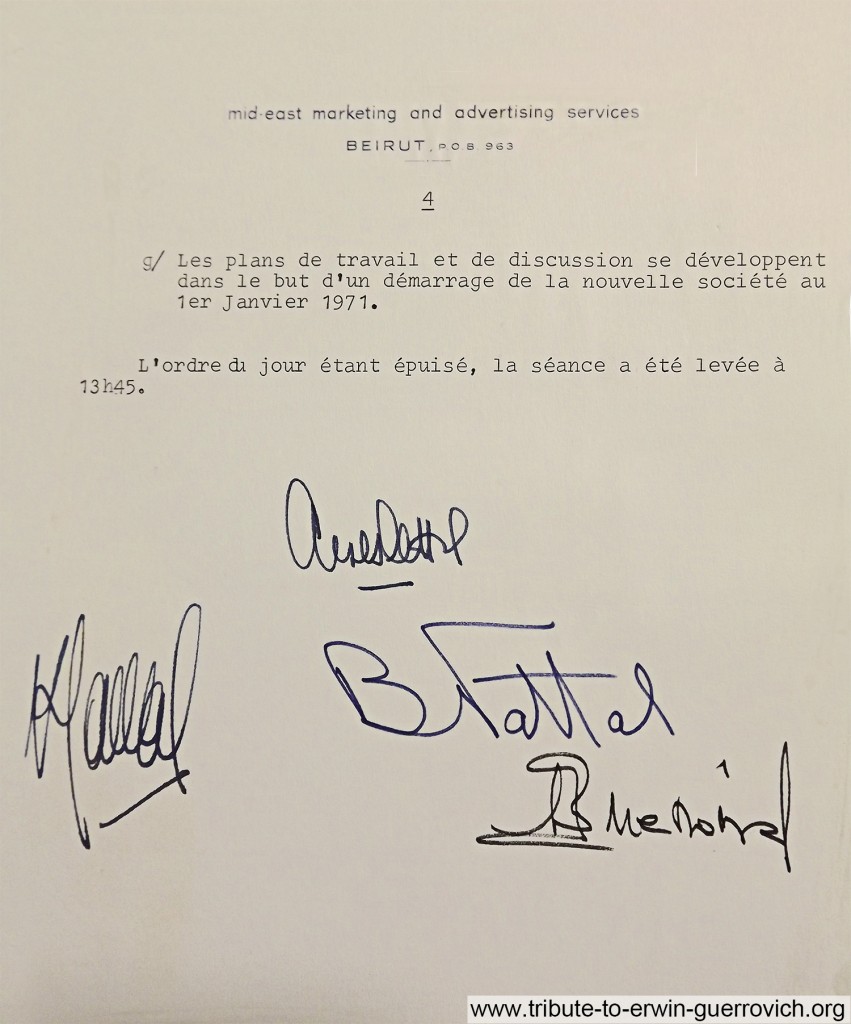 mid-east marketing and advertising services
BEIRUT, P.O.B. 963
4
g/ Les plans de travail et de discussion se développent
dans le but d'un démarrage de la nouvelle société au
1er Janvier 1971.
L'ordre du jour étant épuisé, la séance a été levée à
13h45.
B Fattal
www.tribute-to-erwin-guerrovich.org